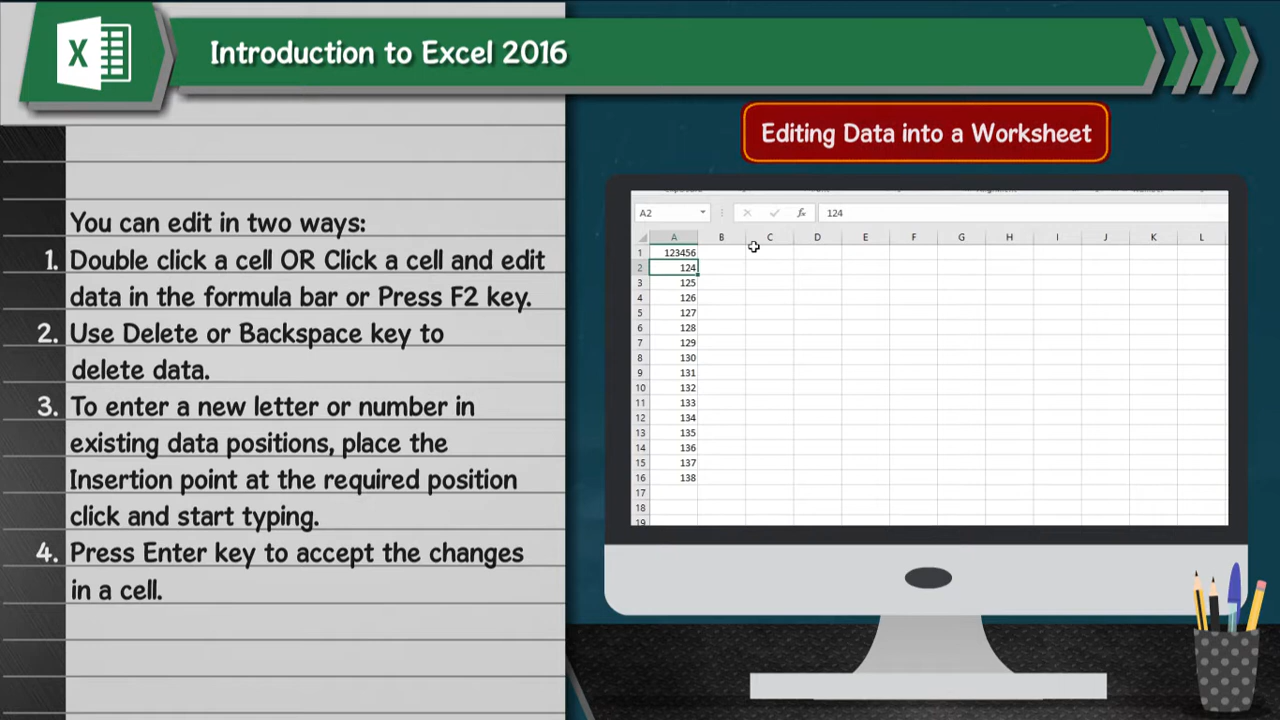 X
Introduction to Excel 2016
Editing Data into a Worksheet
You can edit in two ways:
1. Double click a cell OR Click a cell and edit
data in the formula bar or Press F2 key.
2. Use Delete or Backspace key to
delete data.
3. To enter a new letter or number in
existing data positions, place the
Insertion point at the required position
click and start typing.
4. Press Enter key to accept the changes
in a cell.
A2 fx 124
A B C D E F G H I J K L
1 123456
2 124
3 125
4 126
5 127
6 128
7 129
8 130
9 131
10 132
11 133
12 134
13 135
14 136
15 137
16 138
17
18
19